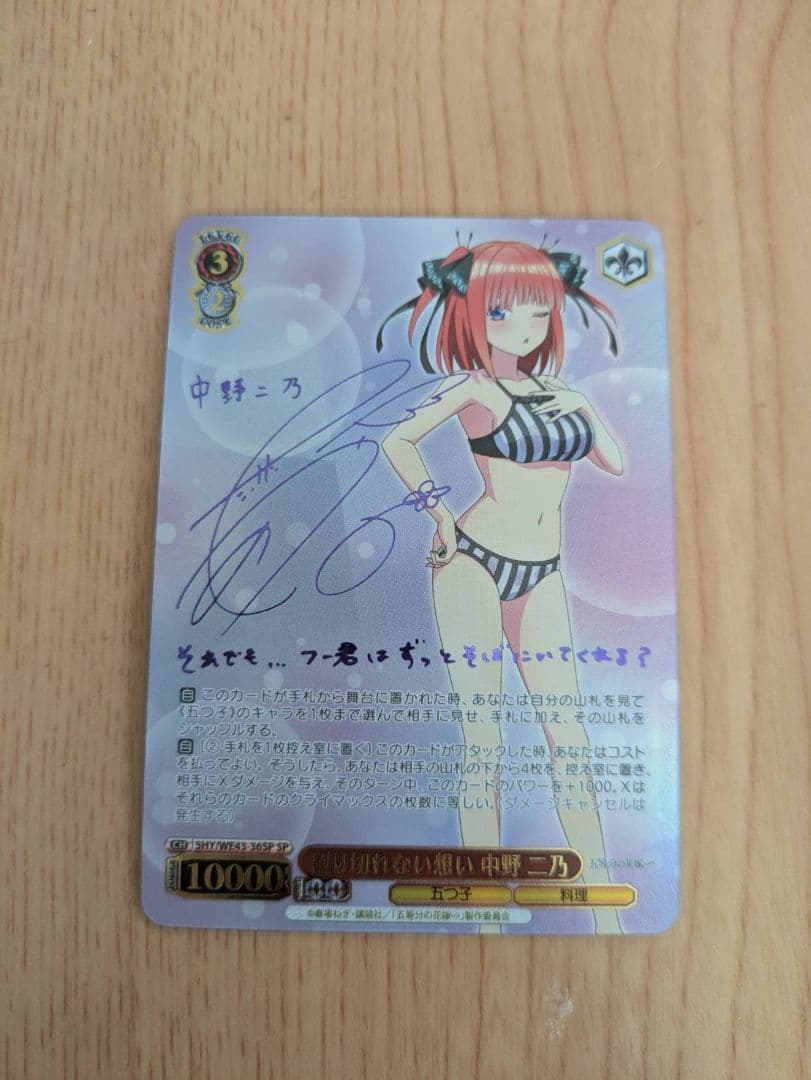 LEVEL
3
2
COST
中野二乃
それでも... フー君はずっとそばにいてくれる?
自 このカードが手札から舞台に置かれた時、あなたは自分の山札を見て
《五つ子》のキャラを1枚まで選んで相手に見せ、手札に加え、その山札を
シャッフルする。
自 [② 手札を1枚控え室に置く] このカードがアタックした時、あなたはコスト
を払ってよい。そうしたら、あなたは相手の山札の下から4枚を、控え室に置き、
相手にXダメージを与え、そのターン中、このカードのパワーを+1000。Xは
それらのカードのクライマックスの枚数に等しい。(ダメージキャンセルは
発生する)
CH 5HY/WE43-36SP SP
10000
割り切れない想い 中野 二乃
五等分の花嫁∽
五つ子 料理
©春場ねぎ・講談社/「五等分の花嫁∽」製作委員会